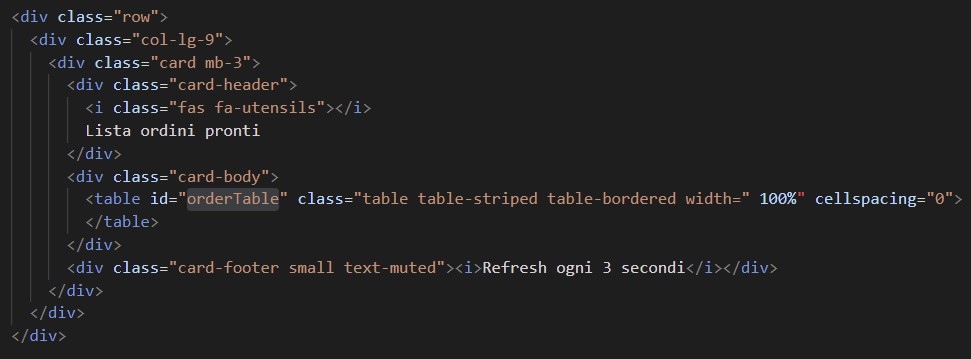 <div class="row">
<div class="col-lg-9">
<div class="card mb-3">
<div class="card-header">
<i class="fas fa-utensils"></i>
Lista ordini pronti
</div>
<div class="card-body">
<table id="orderTable" class="table table-striped table-bordered width=" 100%" cellspacing="0">
</table>
</div>
<div class="card-footer small text-muted"><i>Refresh ogni 3 secondi</i></div>
</div>
</div>
</div>